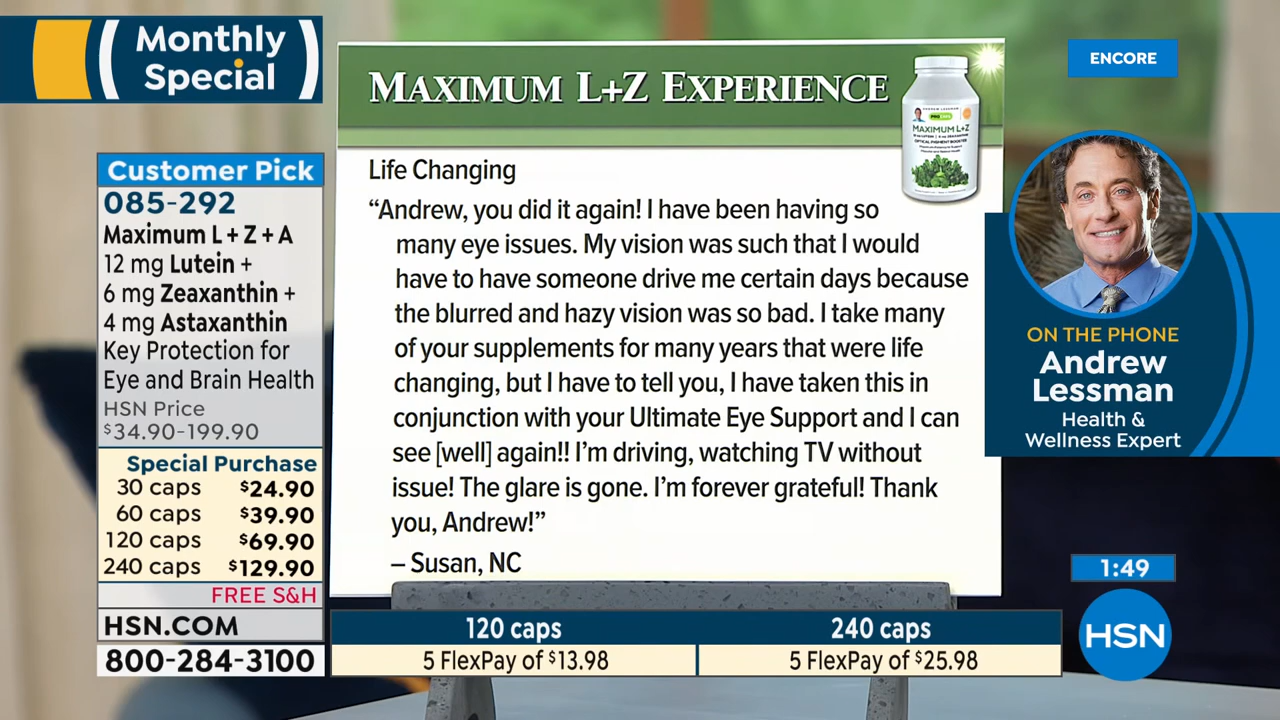 Monthly
Special
Customer Pick
085-292
Maximum L + Z + A
12 mg Lutein +
6 mg Zeaxanthin +
4 mg Astaxanthin
Key Protection for
Eye and Brain Health
HSN Price
$34.90-199.90
Special Purchase
30 caps $24.90
60 caps $39.90
120 caps $69.90
240 caps $129.90
FREE S&H
HSN.COM
800-284-3100
MAXIMUM L+Z EXPERIENCE
MAXIMUM L+Z
Life Changing
“Andrew, you did it again! I have been having so
many eye issues. My vision was such that I would
have to have someone drive me certain days because
the blurred and hazy vision was so bad. I take many
of your supplements for many years that were life
changing, but I have to tell you, I have taken this in
conjunction with your Ultimate Eye Support and I can
see [well] again!! I’m driving, watching TV without
issue! The glare is gone. I’m forever grateful! Thank
you, Andrew!”
– Susan, NC
120 caps
5 FlexPay of $13.98
240 caps
5 FlexPay of $25.98
ENCORE
ON THE PHONE
Andrew
Lessman
Health &
Wellness Expert
1:49
HSN